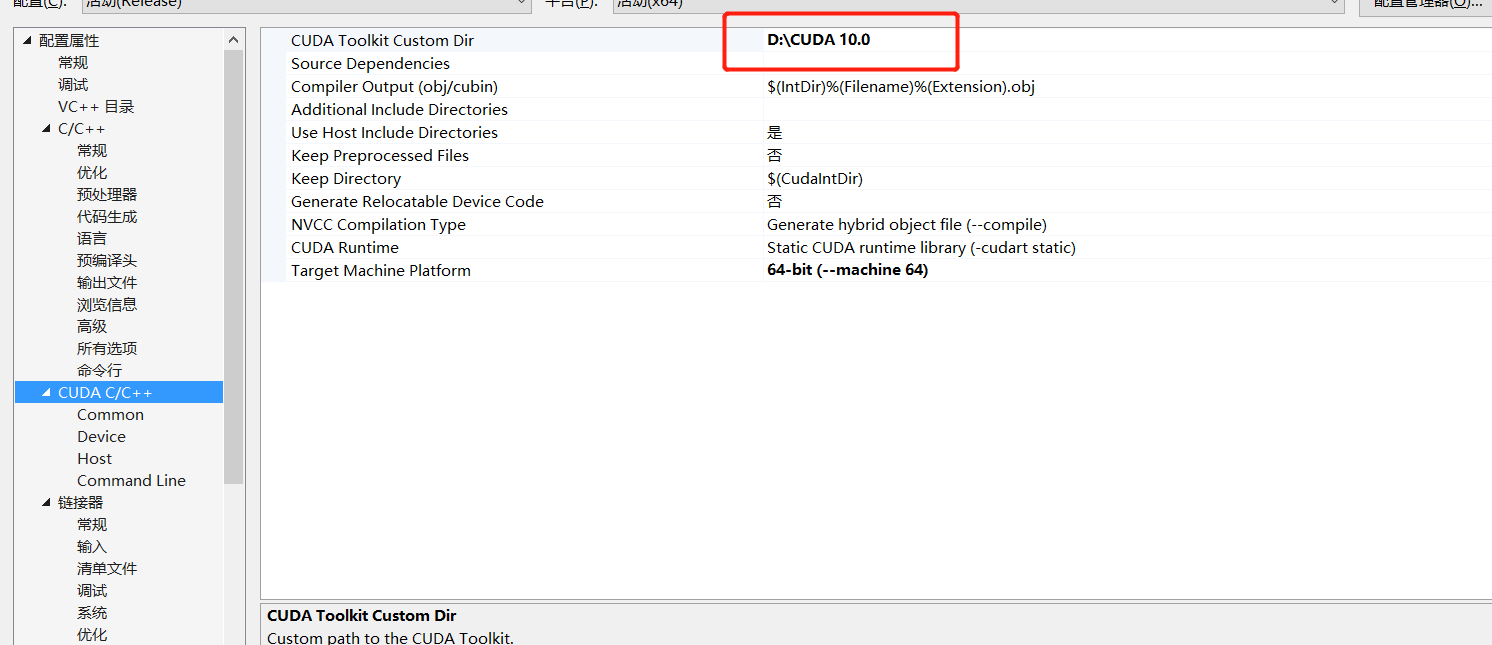 配置(C):
活动(Release)
平台(P):
活动(x64)
配置管理器(O)...
配置属性
常规
调试
VC++ 目录
C/C++
常规
优化
预处理器
代码生成
语言
预编译头
输出文件
浏览信息
高级
所有选项
命令行
CUDA C/C++
Common
Device
Host
Command Line
链接器
常规
输入
清单文件
调试
系统
优化
CUDA Toolkit Custom Dir D:\CUDA 10.0
Source Dependencies
Compiler Output (obj/cubin) $(IntDir)%(Filename)%(Extension).obj
Additional Include Directories
Use Host Include Directories 是
Keep Preprocessed Files 否
Keep Directory $(CudaIntDir)
Generate Relocatable Device Code 否
NVCC Compilation Type Generate hybrid object file (--compile)
CUDA Runtime Static CUDA runtime library (-cudart static)
Target Machine Platform 64-bit (--machine 64)
CUDA Toolkit Custom Dir
Custom path to the CUDA Toolkit.